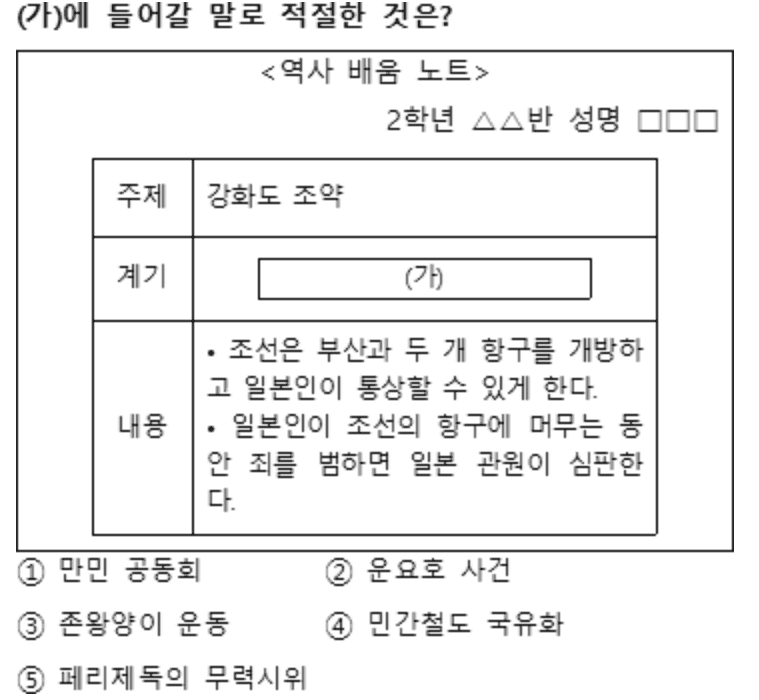 (가)에 들어갈 말로 적절한 것은?
<역사 배움 노트>
2학년 △△반 성명 □□□
주제 강화도 조약
계기 (가)
내용
• 조선은 부산과 두 개 항구를 개방하
고 일본인이 통상할 수 있게 한다.
• 일본인이 조선의 항구에 머무는 동
안 죄를 범하면 일본 관원이 심판한
다.
① 만민 공동회 ② 운요호 사건
③ 존왕양이 운동 ④ 민간철도 국유화
⑤ 페리제독의 무력시위